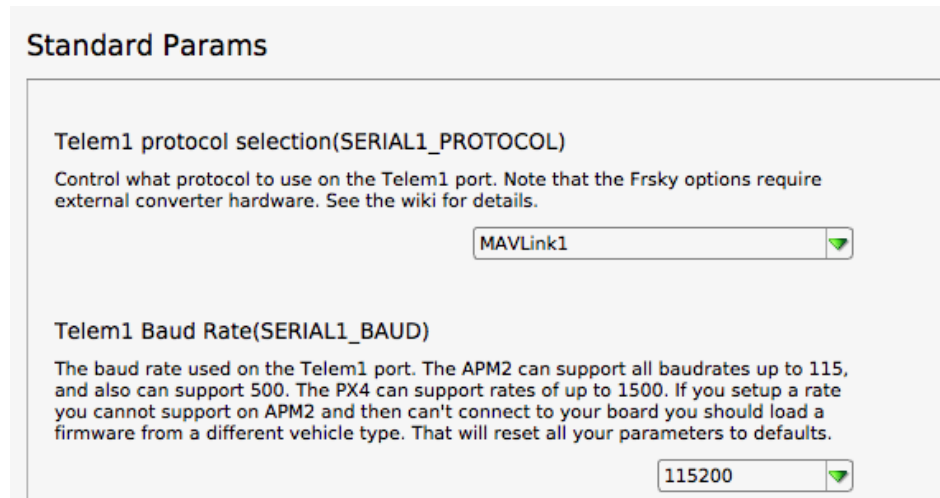 Standard Params
Telem1 protocol selection(SERIAL1_PROTOCOL)
Control what protocol to use on the Telem1 port. Note that the Frsky options require
external converter hardware. See the wiki for details.
MAVLink1
Telem1 Baud Rate(SERIAL1_BAUD)
The baud rate used on the Telem1 port. The APM2 can support all baudrates up to 115,
and also can support 500. The PX4 can support rates of up to 1500. If you setup a rate
you cannot support on APM2 and then can't connect to your board you should load a
firmware from a different vehicle type. That will reset all your parameters to defaults.
115200